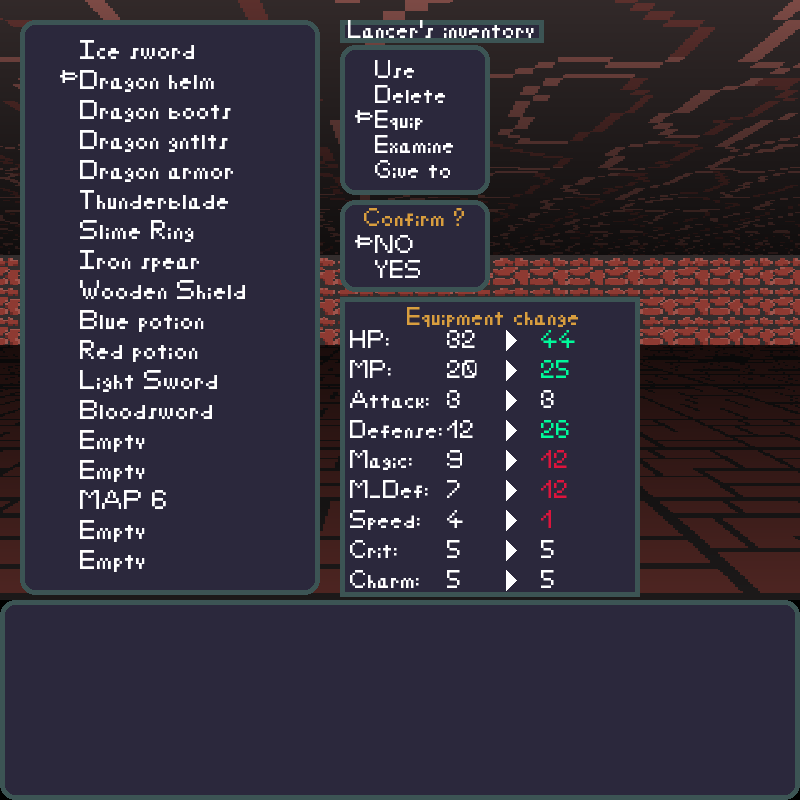 Lancer's inventory
Ice sword
Dragon helm
Dragon boots
Dragon gntlts
Dragon armor
Thunderblade
Slime Ring
Iron spear
Wooden Shield
Blue potion
Red potion
Light Sword
Bloodsword
Empty
Empty
MAP 6
Empty
Empty
Use
Delete
Equip
Examine
Give to
Confirm ?
NO
YES
Equipment change
HP: 32 44
MP: 20 25
Attack: 3 3
Defense: 12 26
Magic: 9 12
M_Def: 7 12
Speed: 4 1
Crit: 5 5
Charm: 5 5